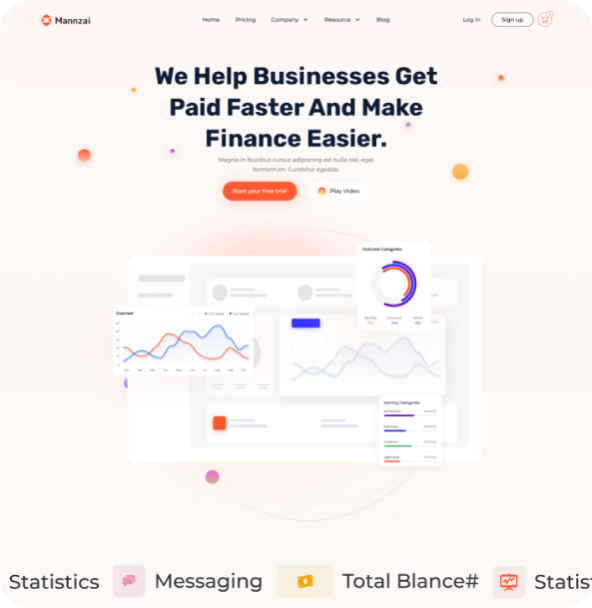 Mannzai
Home Pricing Company Resource Blog Log in Sign up
We Help Businesses Get
Paid Faster And Make
Finance Easier.
Magnis in faucibus cursus adipiscing est nulla nisl, eget
fermentum. Curabitur egestas.
Start your free trial Play Video
Outcome Categories
Overview
Earning Categories
Statistics Messaging Total Blance# Statist